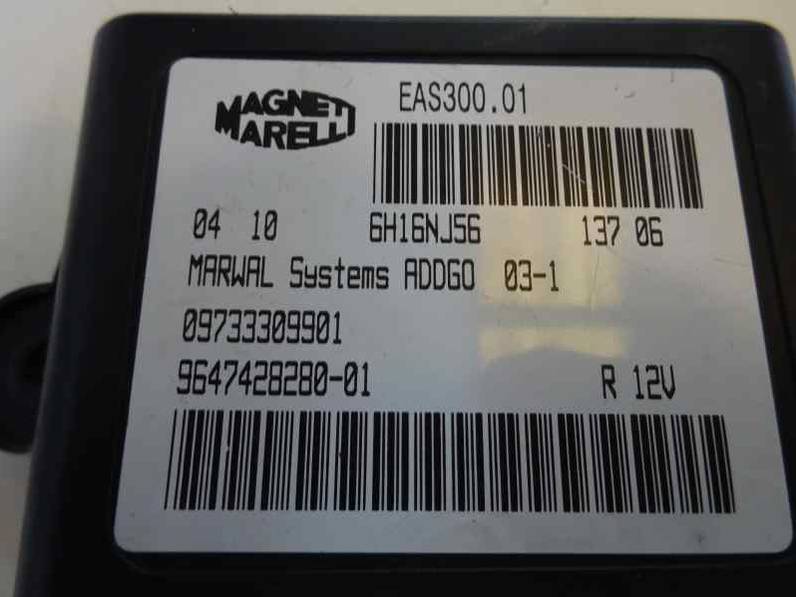 MAGNETI
MARELLI
EAS300.01
04 10 6H16NJ56 137 06
MARWAL Systems ADDGO 03-1
09733309901
9647428280-01 R 12V